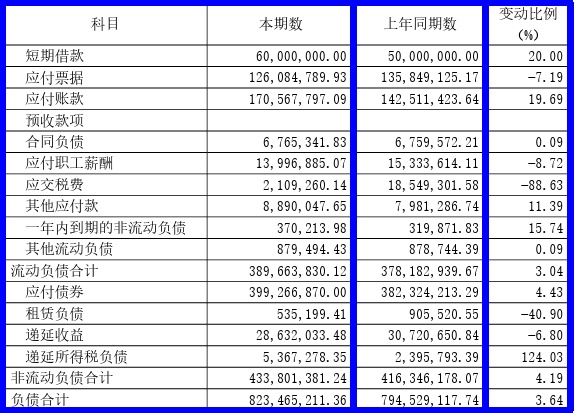 科目 本期数 上年同期数 变动比例
(%)
短期借款 60,000,000.00 50,000,000.00 20.00
应付票据 126,084,789.93 135,849,125.17 -7.19
应付账款 170,567,797.09 142,511,423.64 19.69
预收款项
合同负债 6,765,341.83 6,759,572.21 0.09
应付职工薪酬 13,996,885.07 15,333,614.11 -8.72
应交税费 2,109,260.14 18,549,301.58 -88.63
其他应付款 8,890,047.65 7,981,286.74 11.39
一年内到期的非流动负债 370,213.98 319,871.83 15.74
其他流动负债 879,494.43 878,744.39 0.09
流动负债合计 389,663,830.12 378,182,939.67 3.04
应付债券 399,266,870.00 382,324,213.29 4.43
租赁负债 535,199.41 905,520.55 -40.90
递延收益 28,632,033.48 30,720,650.84 -6.80
递延所得税负债 5,367,278.35 2,395,793.39 124.03
非流动负债合计 433,801,381.24 416,346,178.07 4.19
负债合计 823,465,211.36 794,529,117.74 3.64